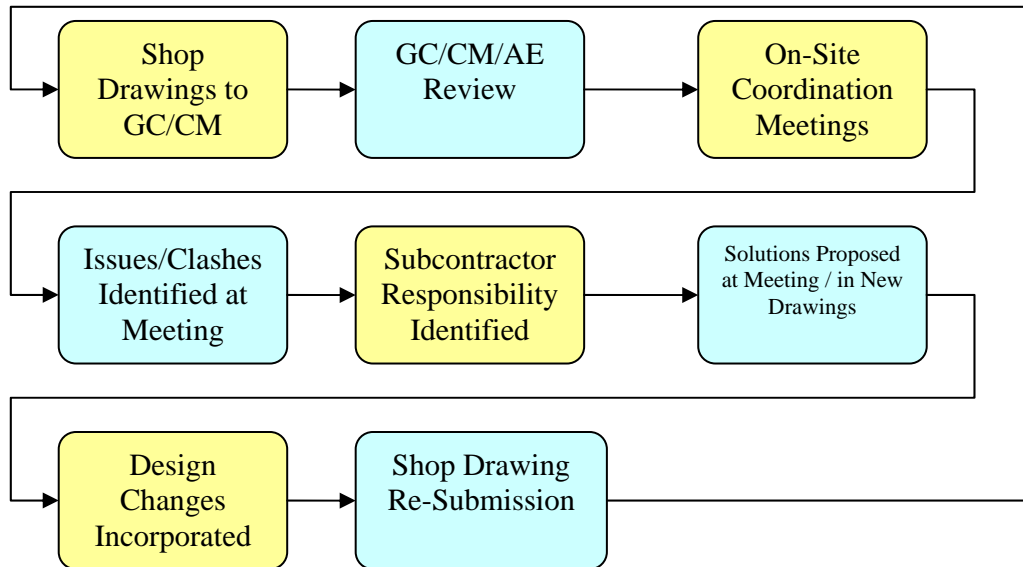 Shop
Drawings to
GC/CM
GC/CM/AE
Review
On-Site
Coordination
Meetings
Issues/Clashes
Identified at
Meeting
Subcontractor
Responsibility
Identified
Solutions Proposed
at Meeting / in New
Drawings
Design
Changes
Incorporated
Shop Drawing
Re-Submission